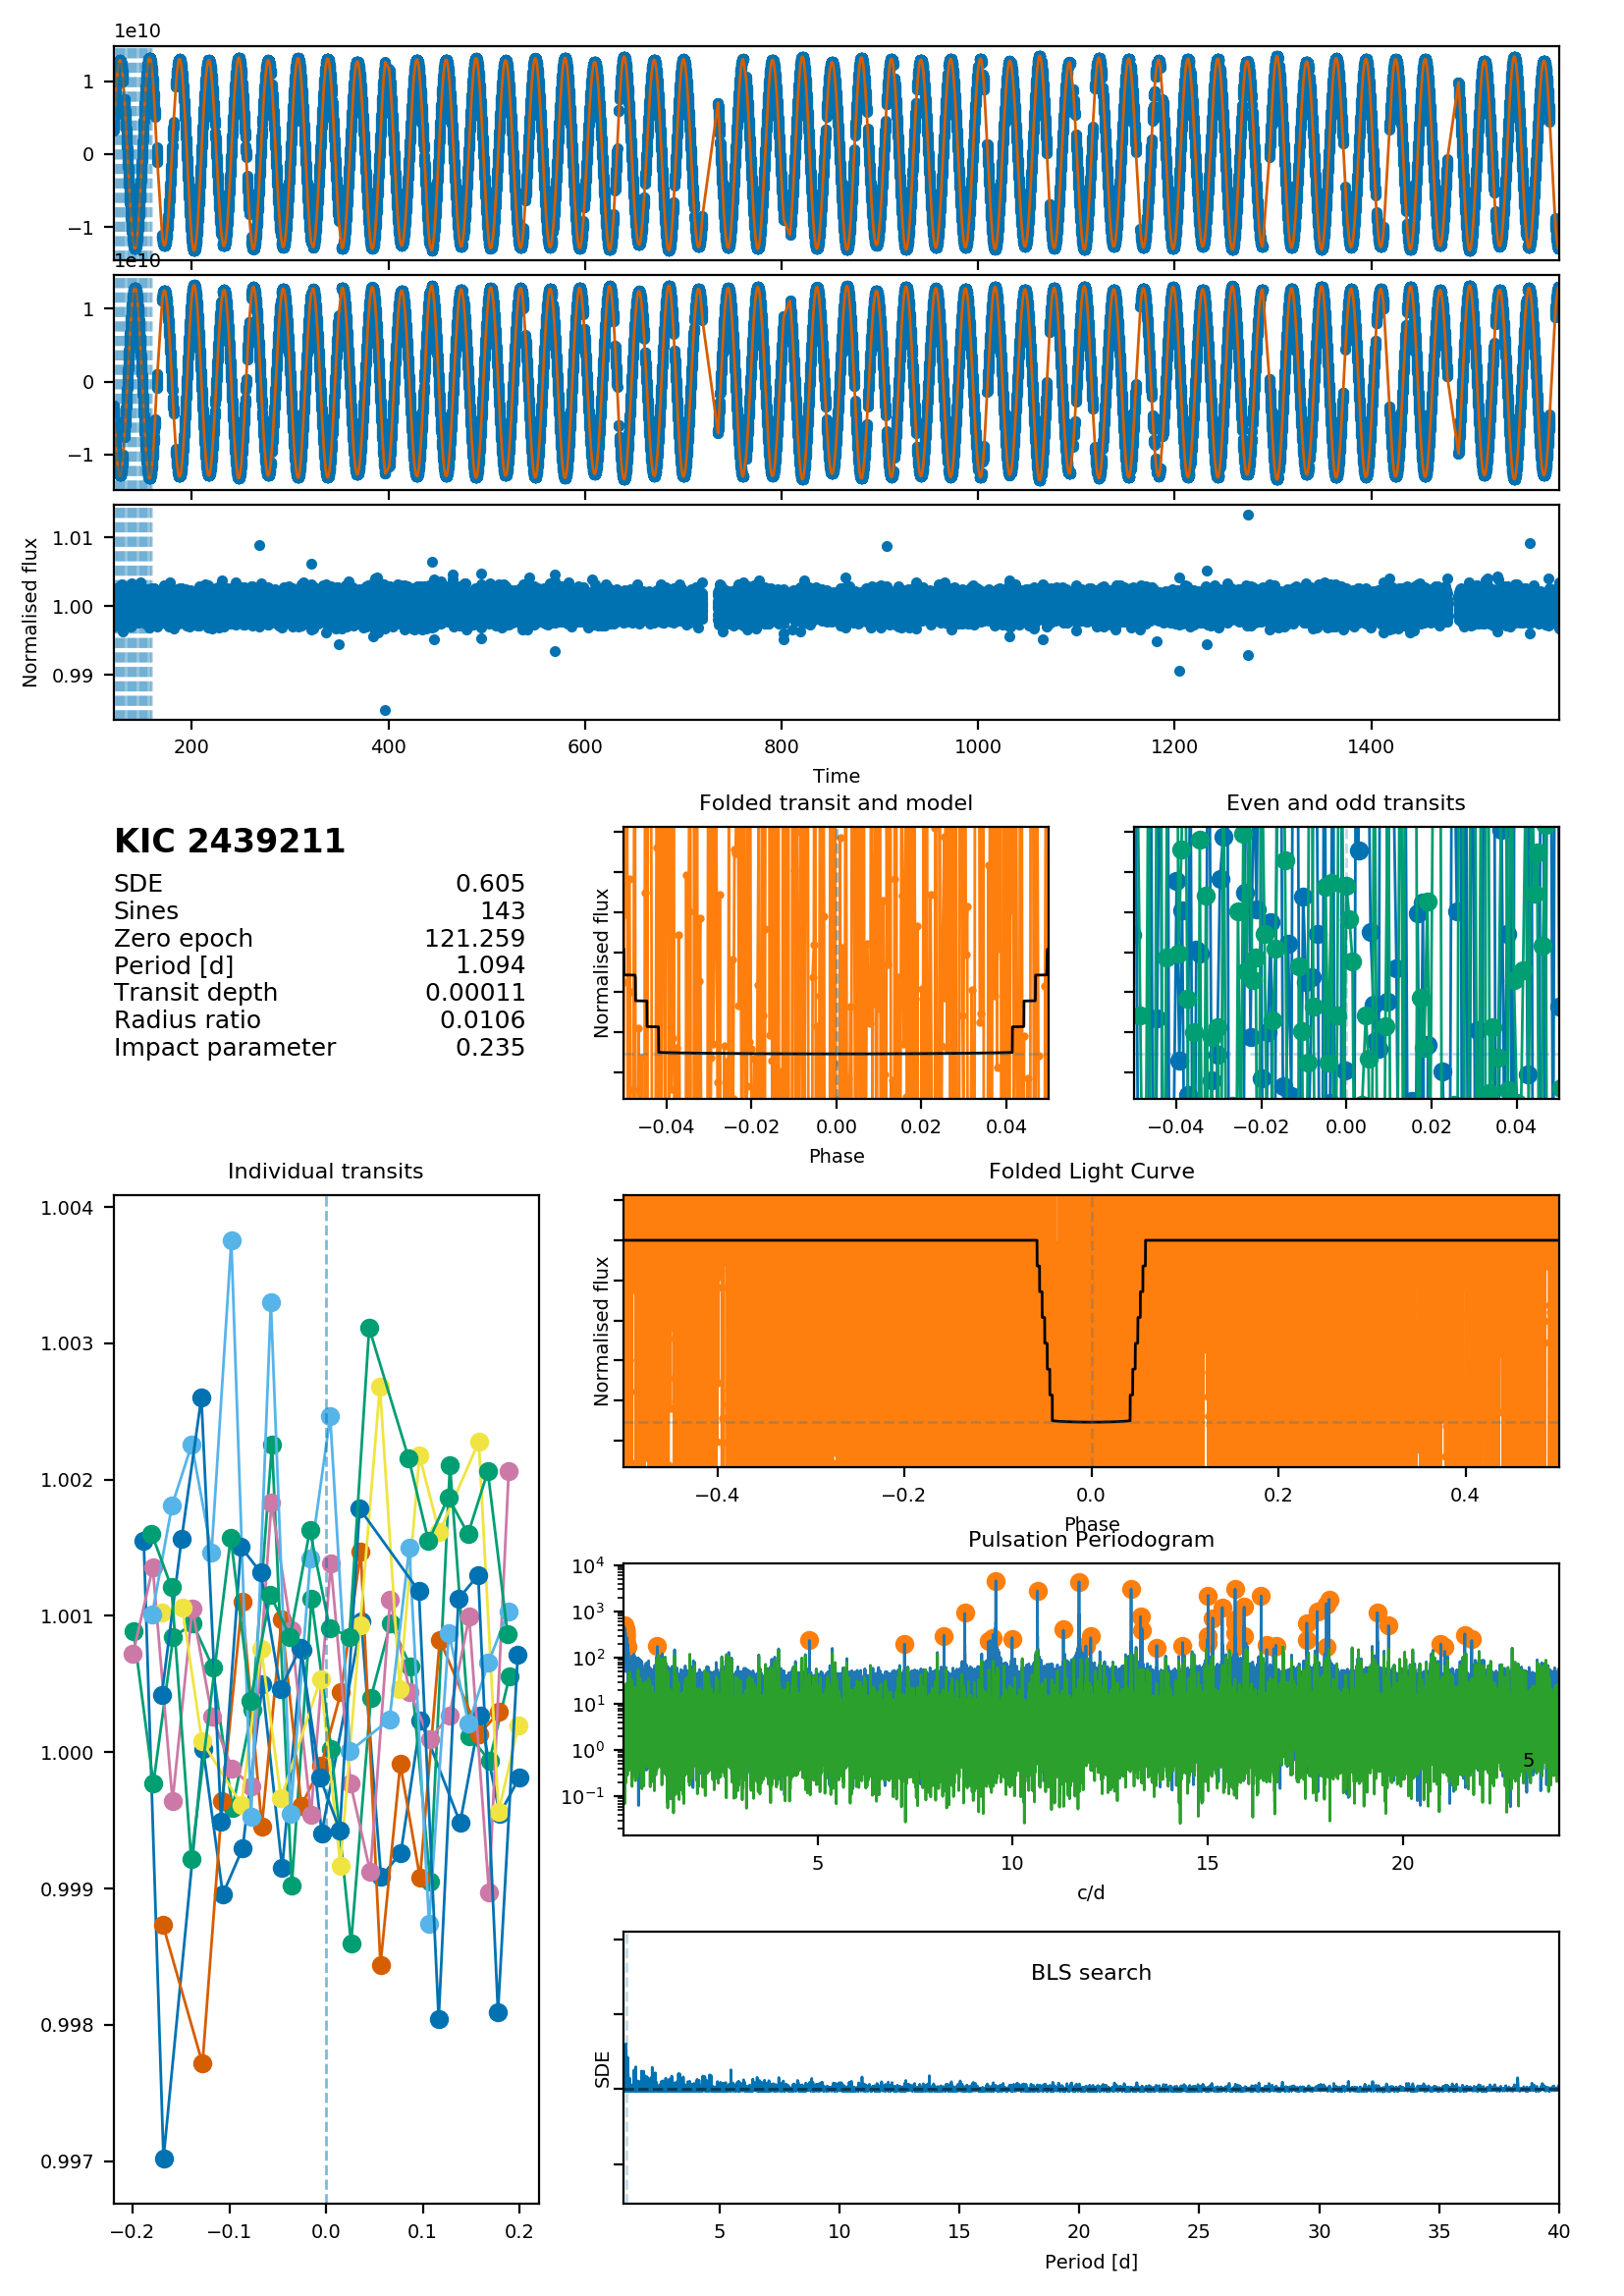 1e10
1
0
−1
1e10
1
0
−1
Normalised flux
1.01
1.00
0.99
200 400 600 800 1000 1200 1400
Time
KIC 2439211
SDE 0.605
Sines 143
Zero epoch 121.259
Period [d] 1.094
Transit depth 0.00011
Radius ratio 0.0106
Impact parameter 0.235
Folded transit and model
Normalised flux
−0.04 −0.02 0.00 0.02 0.04
Phase
Even and odd transits
−0.04 −0.02 0.00 0.02 0.04
Individual transits
1.004
1.003
1.002
1.001
1.000
0.999
0.998
0.997
−0.2 −0.1 0.0 0.1 0.2
Folded Light Curve
Normalised flux
−0.4 −0.2 0.0 0.2 0.4
Phase
Pulsation Periodogram
10⁴
10³
10²
10¹
10⁰
10⁻¹
5
5 10 15 20
c/d
BLS search
SDE
5 10 15 20 25 30 35 40
Period [d]